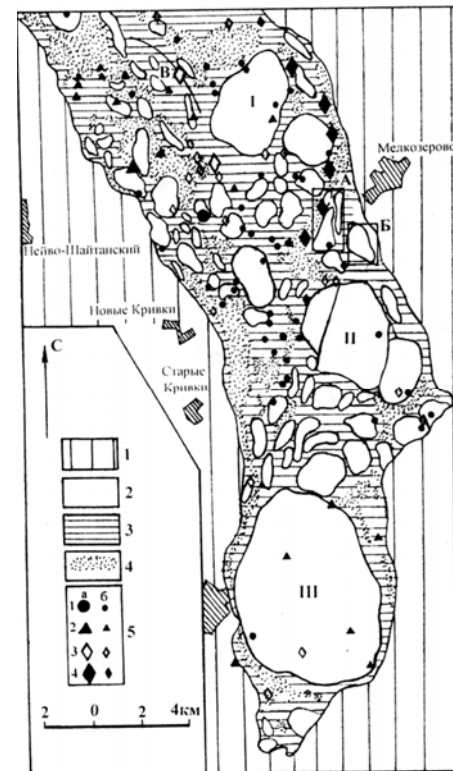 В
I
Мелкозерово
А
Б
Нейво-Шайтанский
Новые Кривки
II
С
Старые
Кривки
1
2
3
4
а б
1
2
3
4
5
III
2 0 2 4км